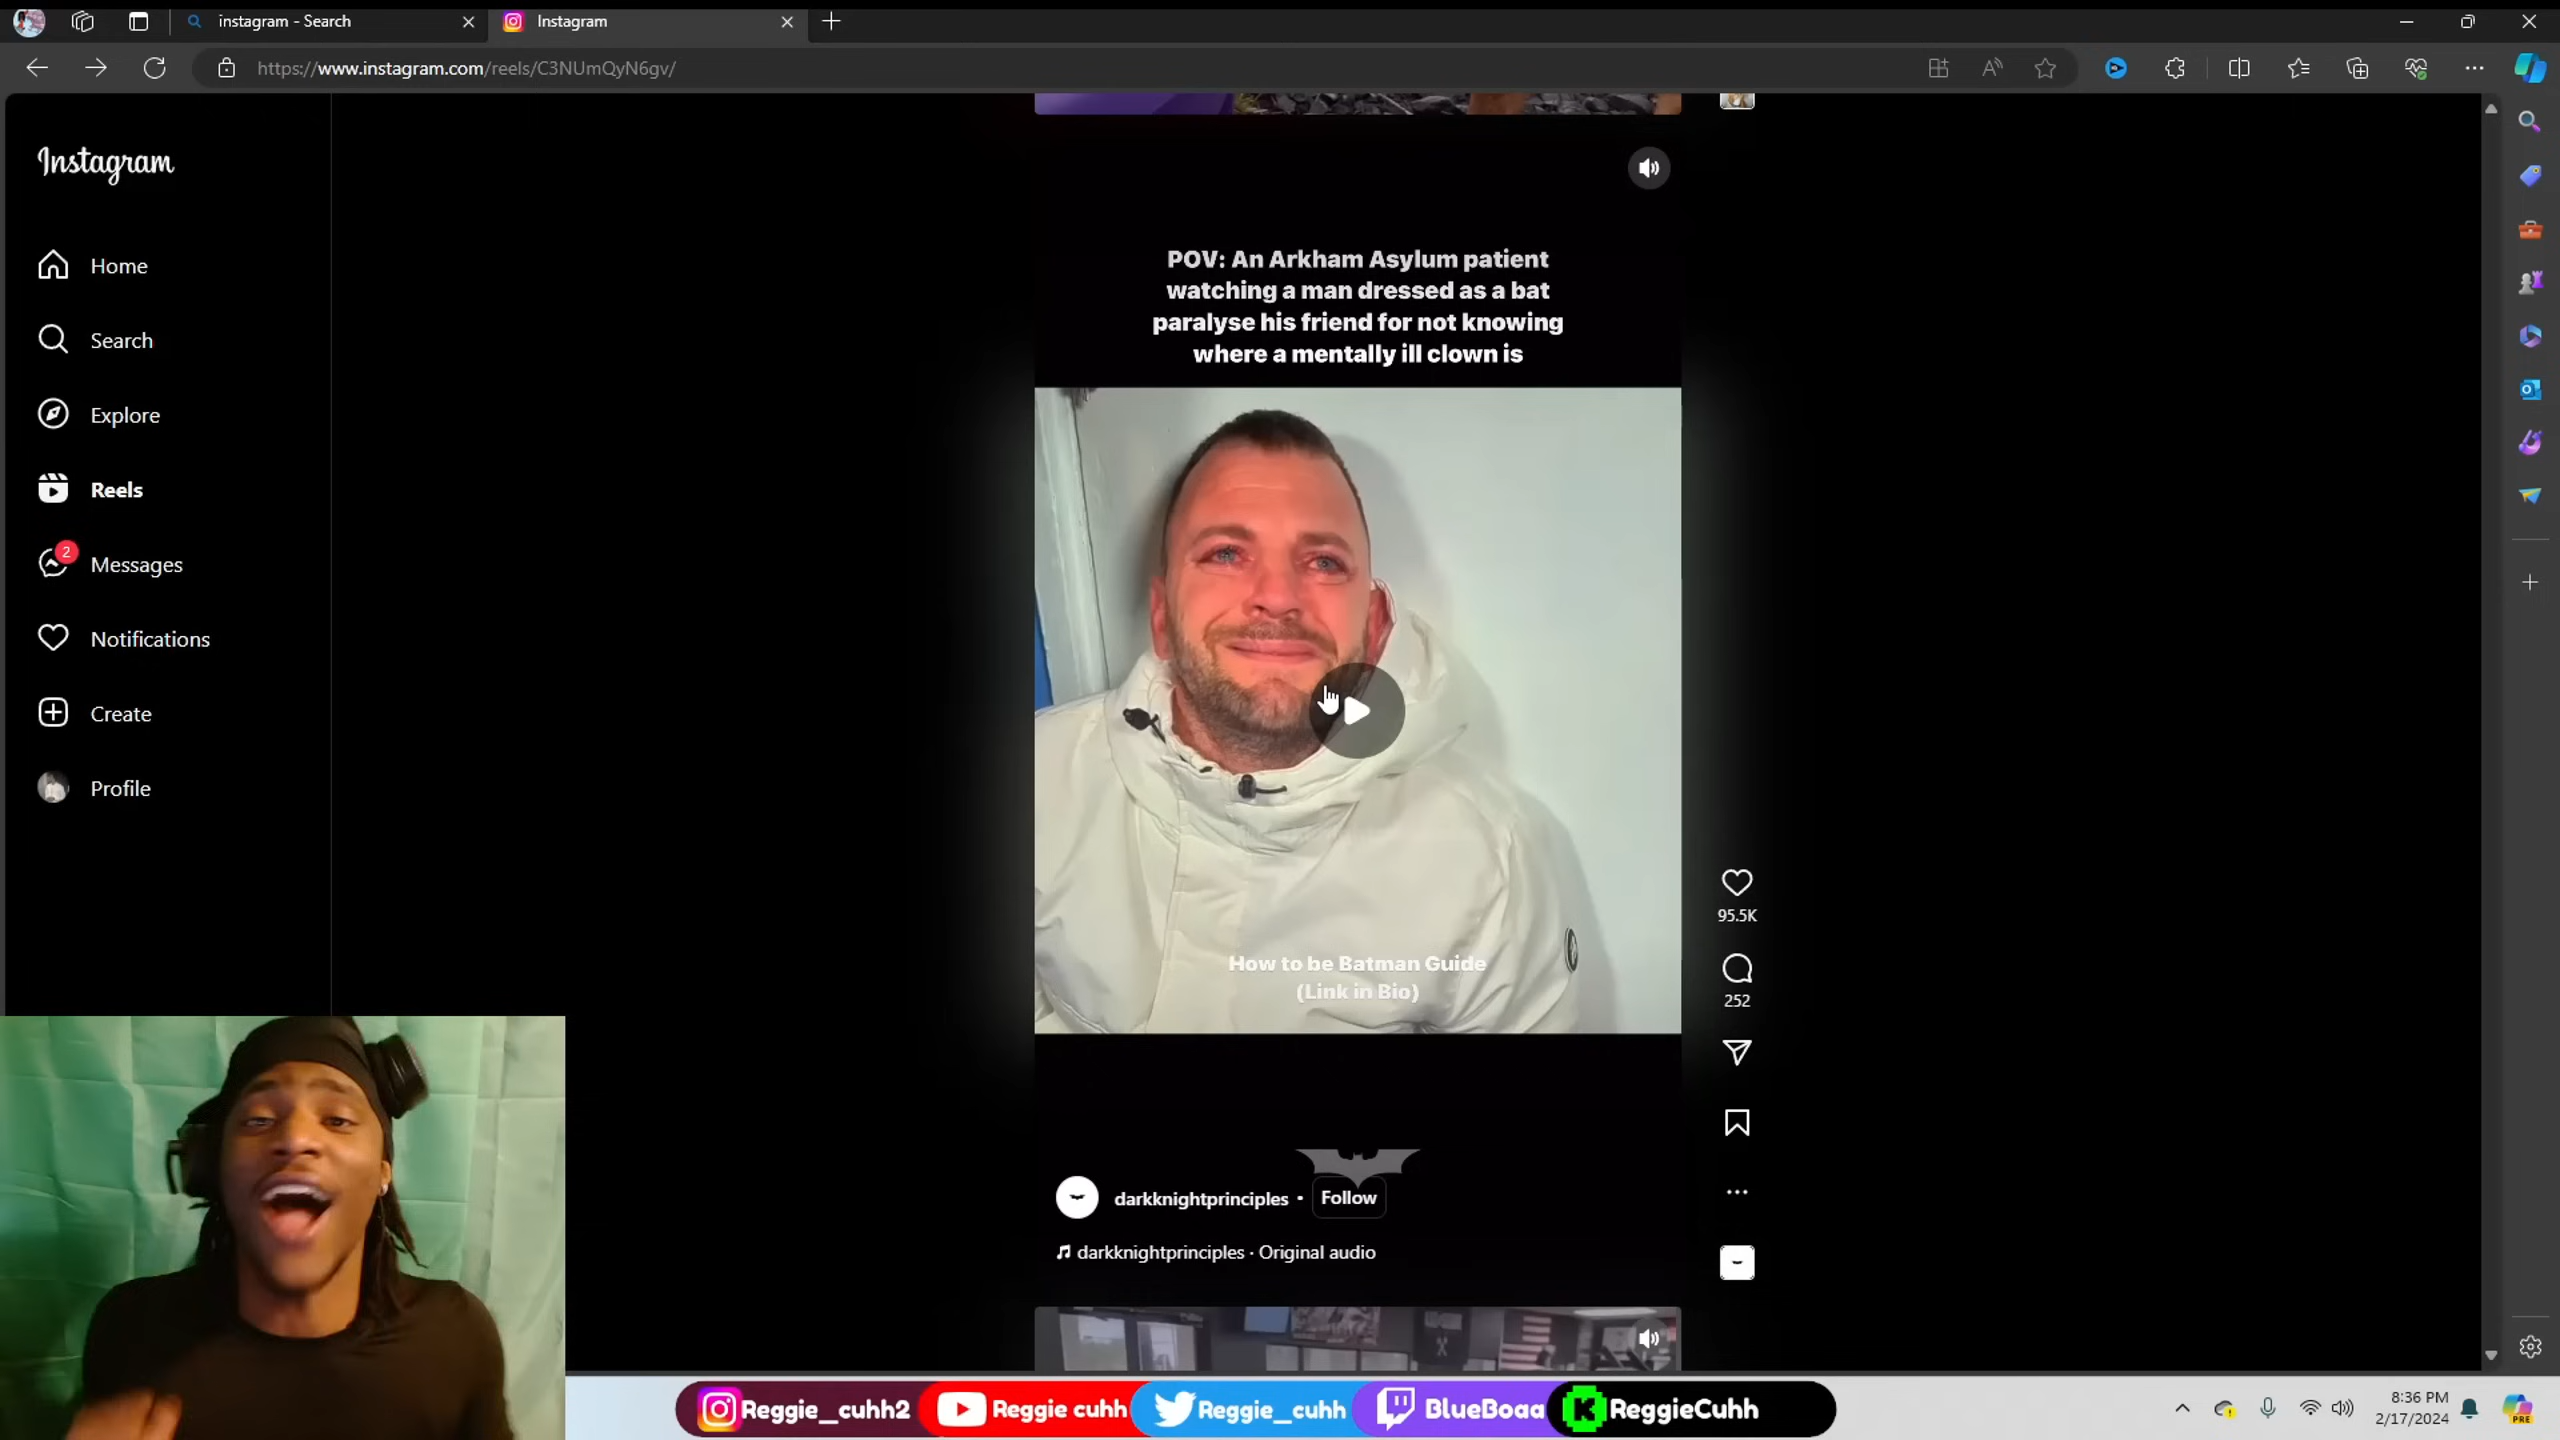 instagram - Search
Instagram
https://www.instagram.com/reels/C3NUmQyN6gv/
Instagram
Home
Search
Explore
Reels
2
Messages
Notifications
Create
Profile
POV: An Arkham Asylum patient
watching a man dressed as a bat
paralyse his friend for not knowing
where a mentally ill clown is
How to be Batman Guide
(Link in Bio)
95.5K
252
darkknightprinciples • Follow
darkknightprinciples · Original audio
Reggie_cuhh2
Reggie cuhh
Reggie_cuhh
BlueBoaa
K
ReggieCuhh
8:36 PM
2/17/2024
PRE